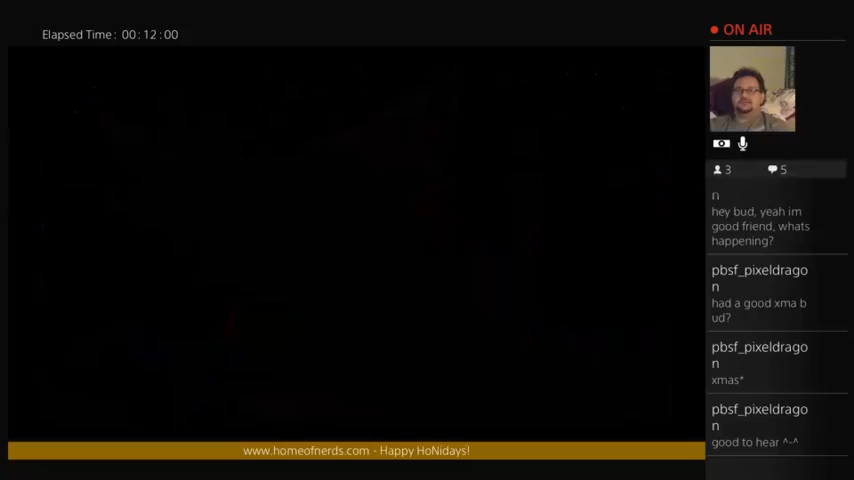 Elapsed Time: 00:12:00
ON AIR
3
5
n
hey bud, yeah im
good friend, whats
happening?
pbsf_pixeldrago
n
had a good xma b
ud?
pbsf_pixeldrago
n
xmas*
pbsf_pixeldrago
n
good to hear ^-^
www.homeofnerds.com - Happy HoNidays!